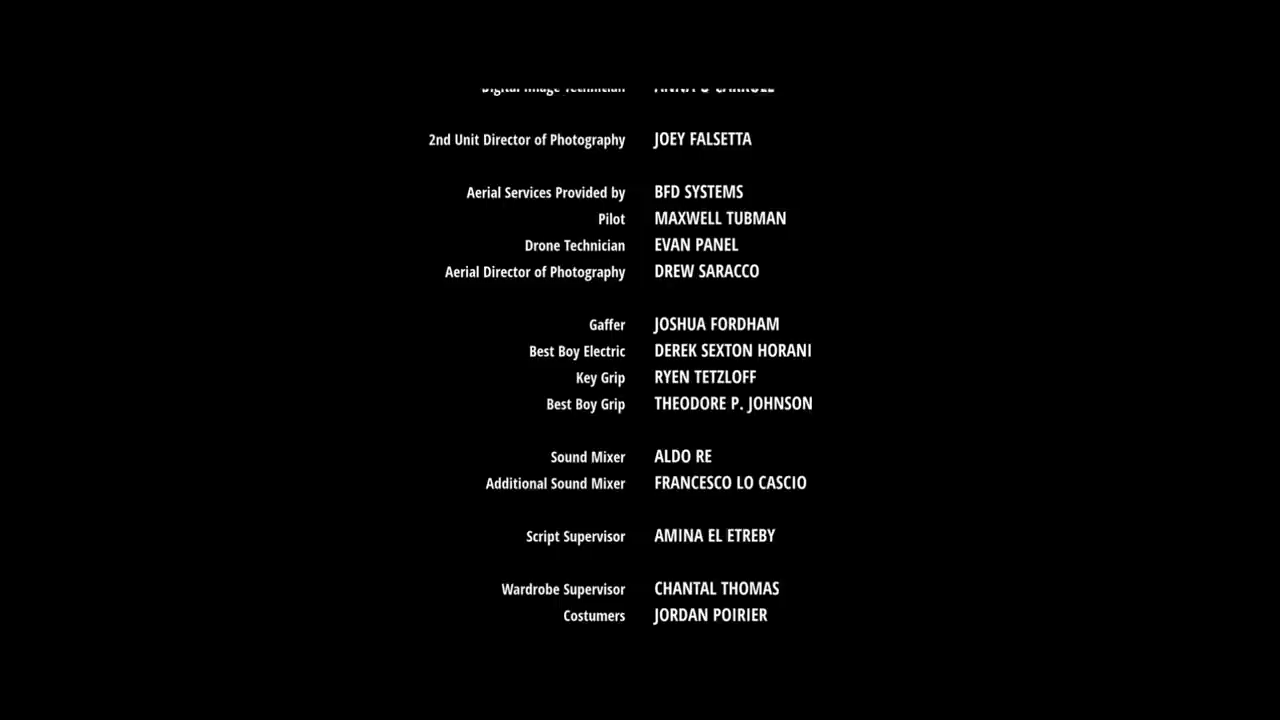 Digital Image Technician
2nd Unit Director of Photography JOEY FALSETTA
Aerial Services Provided by BFD SYSTEMS
Pilot MAXWELL TUBMAN
Drone Technician EVAN PANEL
Aerial Director of Photography DREW SARACCO
Gaffer JOSHUA FORDHAM
Best Boy Electric DEREK SEXTON HORANI
Key Grip RYEN TETZLOFF
Best Boy Grip THEODORE P. JOHNSON
Sound Mixer ALDO RE
Additional Sound Mixer FRANCESCO LO CASCIO
Script Supervisor AMINA EL ETREBY
Wardrobe Supervisor CHANTAL THOMAS
Costumers JORDAN POIRIER